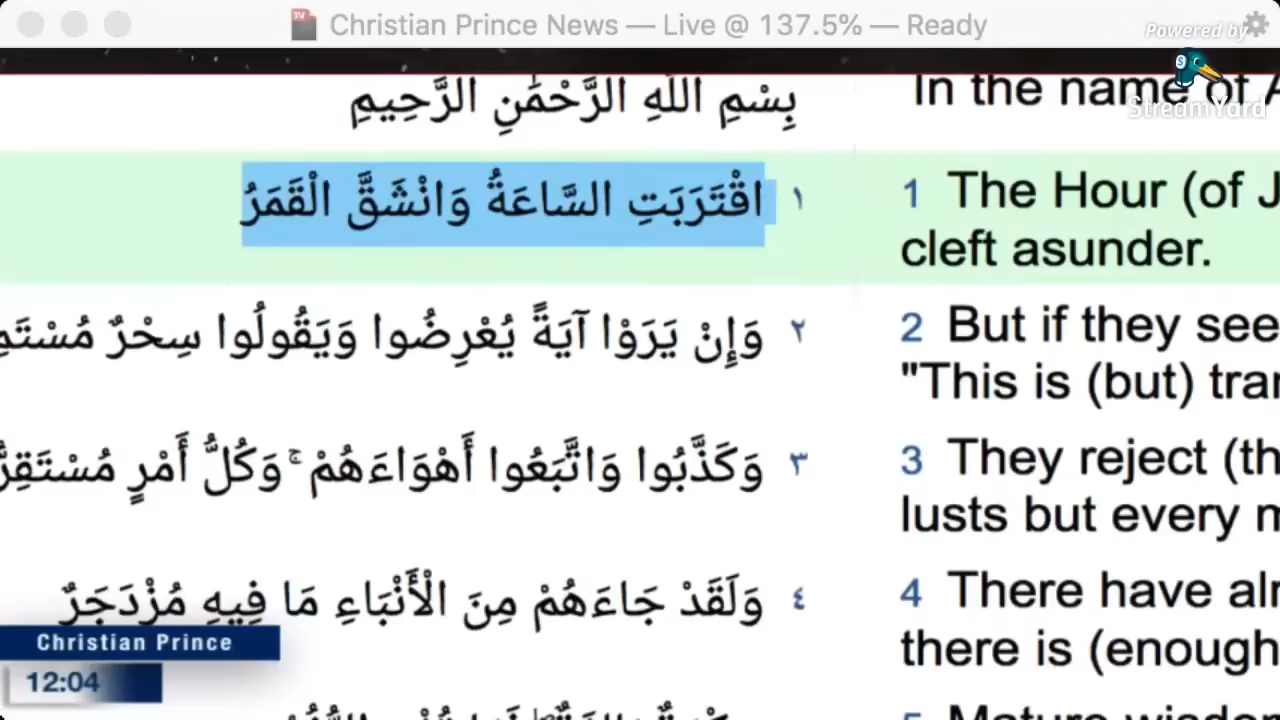 Christian Prince News — Live @ 137.5% — Ready
Powered by
StreamYard
بِسْمِ اللَّهِ الرَّحْمَٰنِ الرَّحِيمِ
In the name of
١ اقْتَرَبَتِ السَّاعَةُ وَانْشَقَّ الْقَمَرُ
1 The Hour (of
cleft asunder.
٢ وَإِنْ يَرَوْا آيَةً يُعْرِضُوا وَيَقُولُوا سِحْرٌ
2 But if they see
"This is (but)
٣ وَكَذَّبُوا وَاتَّبَعُوا أَهْوَاءَهُمْ ۚ وَكُلُّ أَمْرٍ مُسْتَقِرٌّ
3 They reject
lusts but every
٤ وَلَقَدْ جَاءَهُمْ مِنَ الْأَنْبَاءِ مَا فِيهِ مُزْدَجَرٌ
4 There have
there is (enough
Christian Prince
12:04